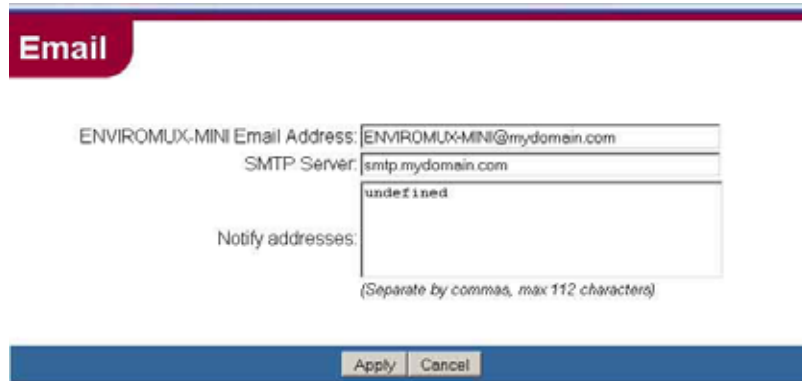 Email
ENVIROMUX-MINI Email Address: ENVIROMUX-MINI@mydomain.com
SMTP Server: smtp.mydomain.com
Notify addresses: undefined
(Separate by commas, max 112 characters)
Apply Cancel